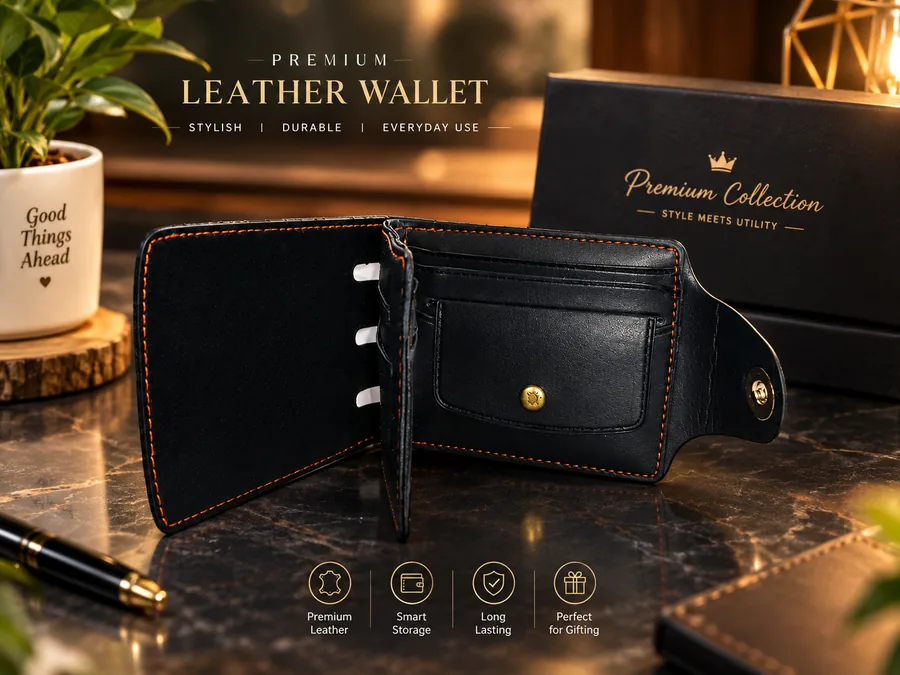 PREMIUM
LEATHER WALLET
STYLISH | DURABLE | EVERYDAY USE
Premium Collection
STYLE MEETS UTILITY
Good
Things
Ahead
Premium
Leather
Smart
Storage
Long
Lasting
Perfect
for Gifting